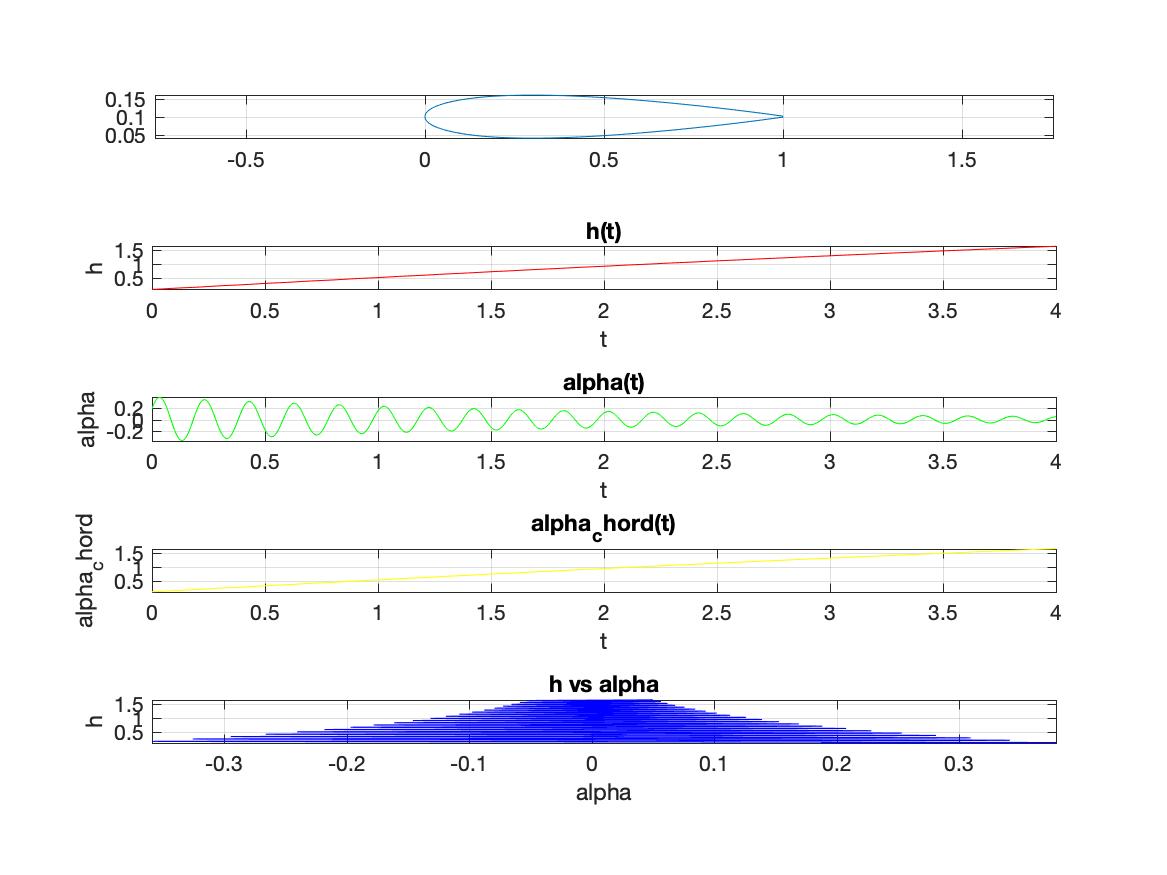 0.15
0.1
0.05
-0.5 0 0.5 1 1.5
h(t)
1.5
1
0.5
h
0 0.5 1 1.5 2 2.5 3 3.5 4
t
alpha(t)
0.2
0
-0.2
alpha
0 0.5 1 1.5 2 2.5 3 3.5 4
t
alpha_chord(t)
1.5
1
0.5
alpha_chord
0 0.5 1 1.5 2 2.5 3 3.5 4
t
h vs alpha
1.5
1
0.5
h
-0.3 -0.2 -0.1 0 0.1 0.2 0.3
alpha